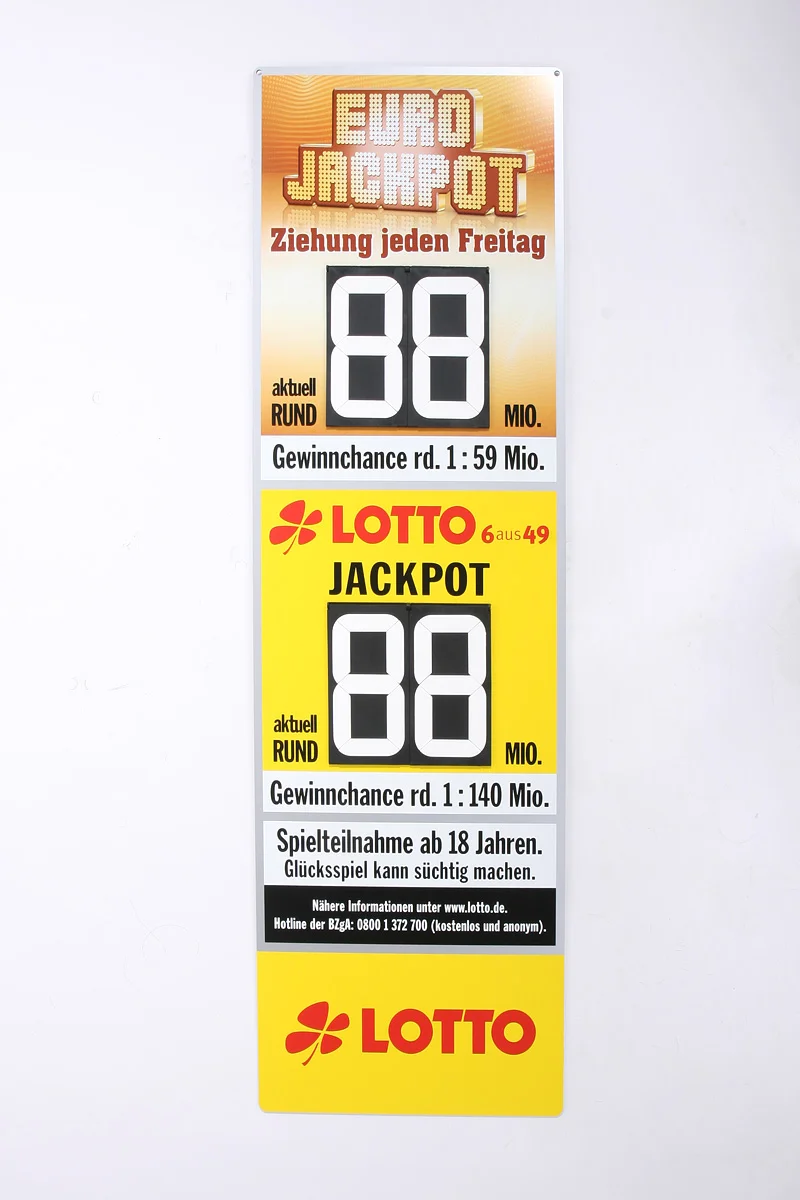 EURO
JACKPOT
Ziehung jeden Freitag
88
aktuell
RUND
MIO.
Gewinnchance rd. 1 : 59 Mio.
LOTTO 6aus49
JACKPOT
88
aktuell
RUND
MIO.
Gewinnchance rd. 1 : 140 Mio.
Spielteilnahme ab 18 Jahren.
Glücksspiel kann süchtig machen.
Nähere Informationen unter www.lotto.de.
Hotline der BZgA: 0800 1 372 700 (kostenlos und anonym).
LOTTO